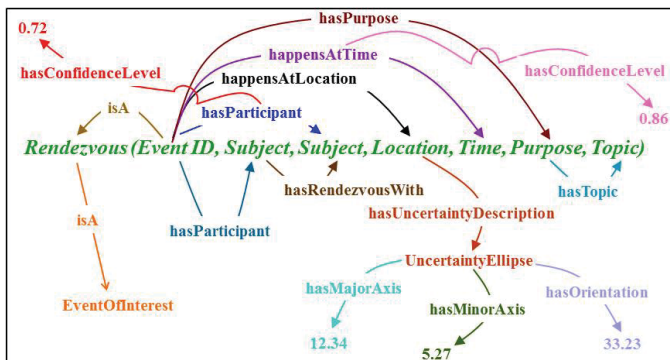 hasPurpose
0.72
happensAtTime
hasConfidenceLevel
hasConfidenceLevel
happensAtLocation
isA
hasParticipant
0.86
Rendezvous (Event ID, Subject, Subject, Location, Time, Purpose, Topic)
hasRendezvousWith
hasTopic
isA
hasParticipant
hasUncertaintyDescription
UncertaintyEllipse
EventOfInterest
hasMajorAxis
hasMinorAxis
hasOrientation
12.34
5.27
33.23